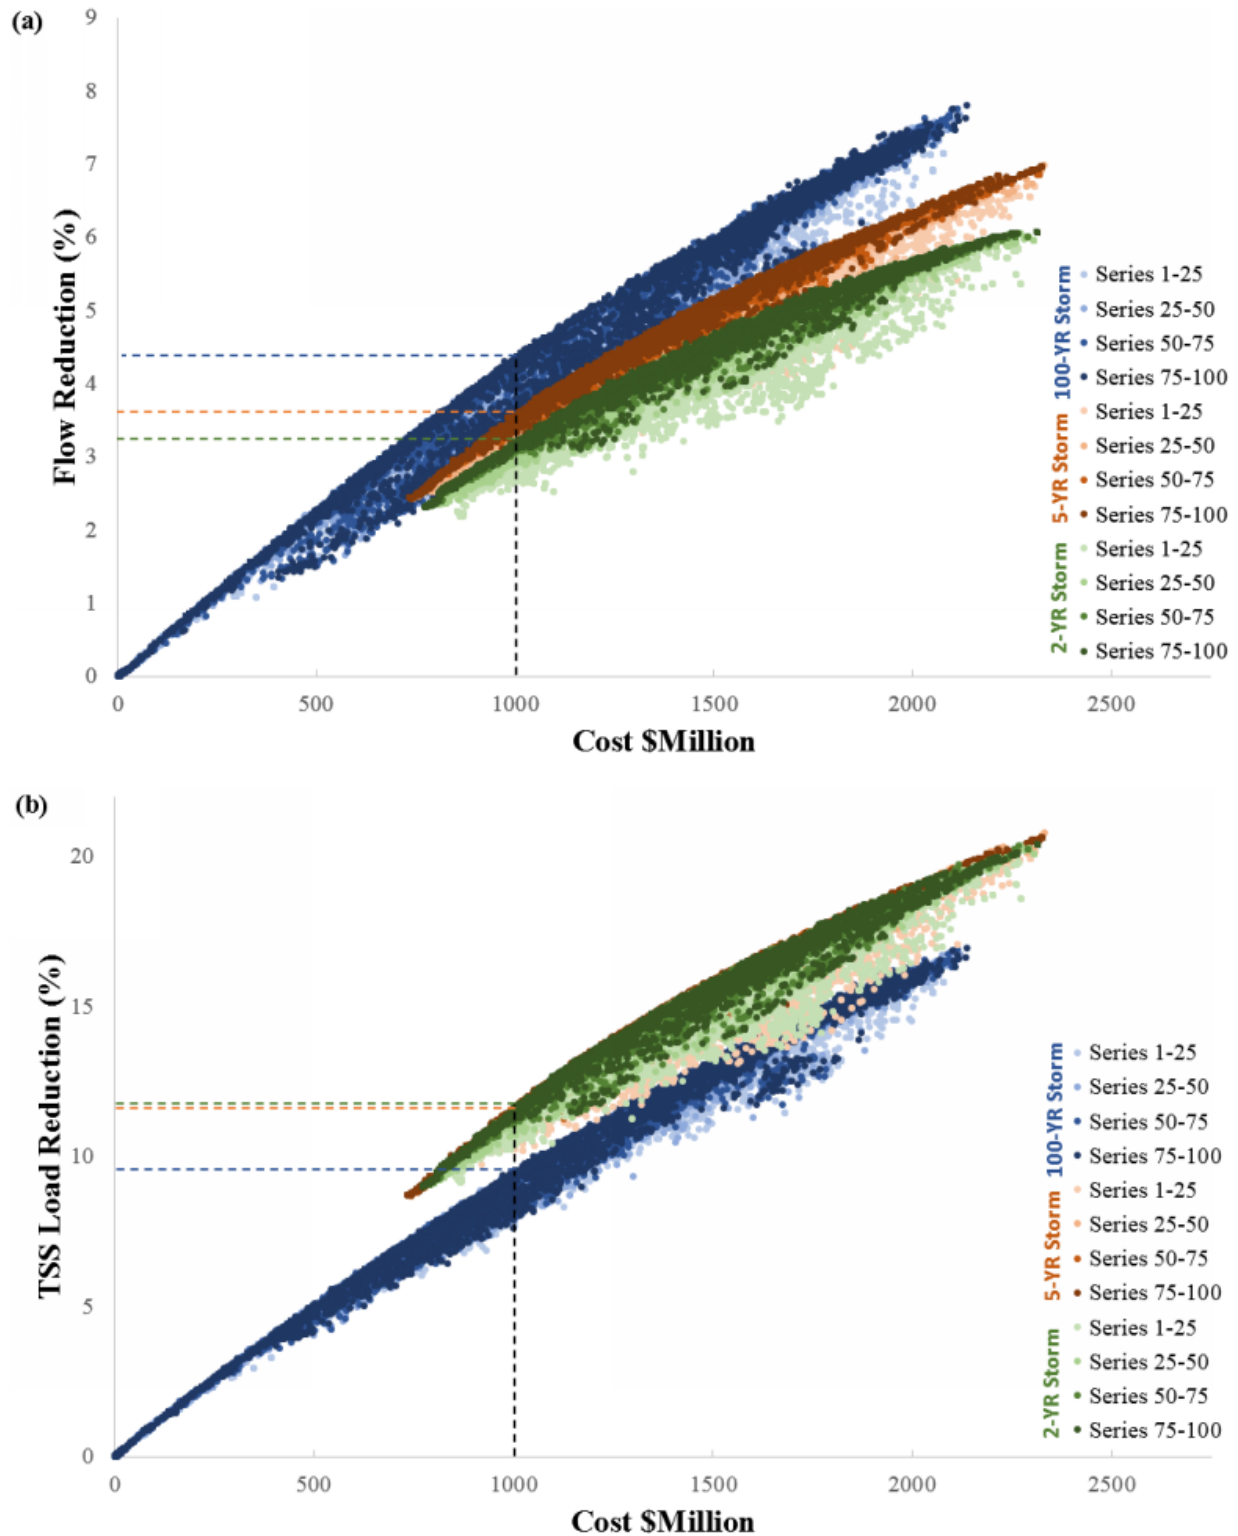 (a)
9
8
7
6
5
4
3
2
1
0
Flow Reduction (%)
0 500 1000 1500 2000 2500
Cost $Million
100-YR Storm
Series 1-25
Series 25-50
Series 50-75
Series 75-100
5-YR Storm
Series 1-25
Series 25-50
Series 50-75
Series 75-100
2-YR Storm
Series 1-25
Series 25-50
Series 50-75
Series 75-100
(b)
20
15
10
5
0
TSS Load Reduction (%)
0 500 1000 1500 2000 2500
Cost $Million
100-YR Storm
Series 1-25
Series 25-50
Series 50-75
Series 75-100
5-YR Storm
Series 1-25
Series 25-50
Series 50-75
Series 75-100
2-YR Storm
Series 1-25
Series 25-50
Series 50-75
Series 75-100